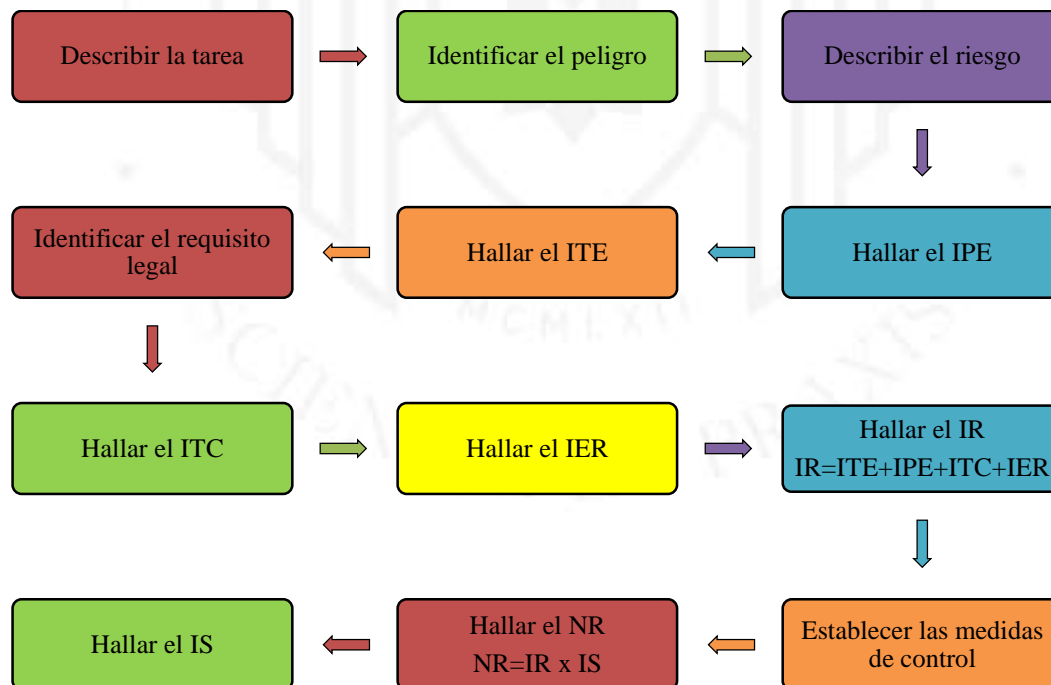 Describir la tarea
Identificar el peligro
Describir el riesgo
Identificar el requisito
legal
Hallar el ITE
Hallar el IPE
MCMLXII
PRAXIS
Hallar el ITC
Hallar el IER
Hallar el IR
IR=ITE+IPE+ITC+IER
Hallar el IS
Hallar el NR
NR=IR x IS
Establecer las medidas
de control